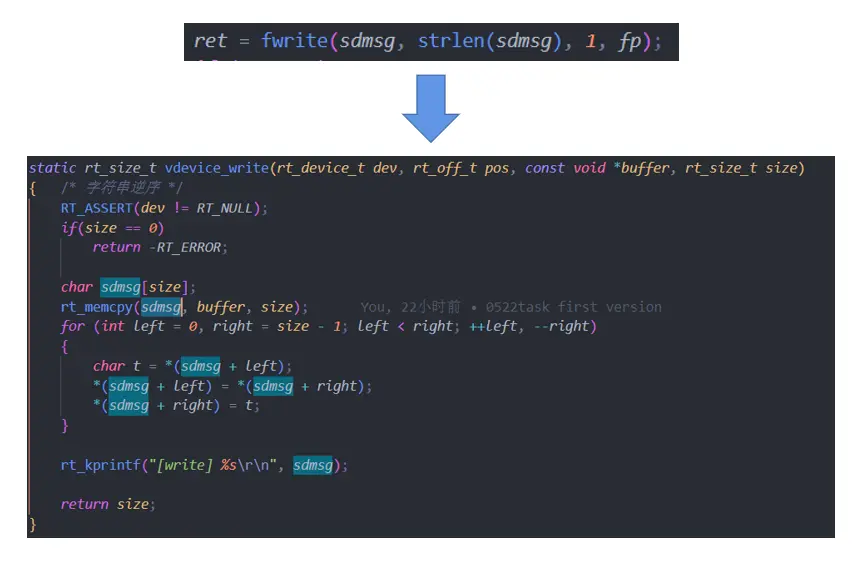 ret = fwrite(sdmsg, strlen(sdmsg), 1, fp);
static rt_size_t vdevice_write(rt_device_t dev, rt_off_t pos, const void *buffer, rt_size_t size)
{ /* 字符串逆序 */
RT_ASSERT(dev != RT_NULL);
if(size == 0)
return -RT_ERROR;
char sdmsg[size];
rt_memcpy(sdmsg, buffer, size); You, 22小时前 • 0522task first version
for (int left = 0, right = size - 1; left < right; ++left, --right)
{
char t = *(sdmsg + left);
*(sdmsg + left) = *(sdmsg + right);
*(sdmsg + right) = t;
}
rt_kprintf("[write] %s\r\n", sdmsg);
return size;
}